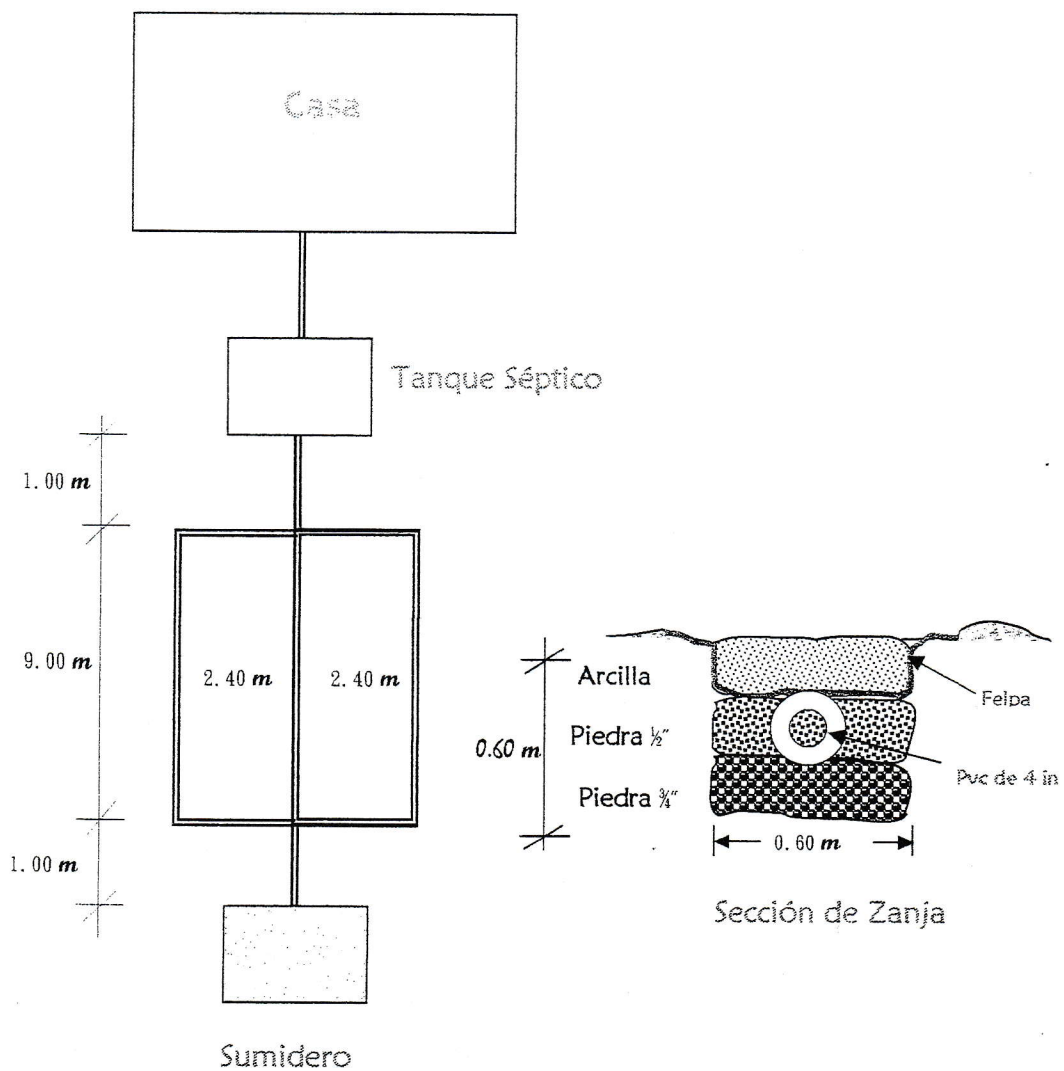 Casa
Tanque Séptico
1.00 m
9.00 m
2.40 m 2.40 m
1.00 m
Sumidero
Arcilla
Felpa
0.60 m
Piedra ½"
Pvc de 4 in
Piedra ¾"
0.60 m
Sección de Zanja